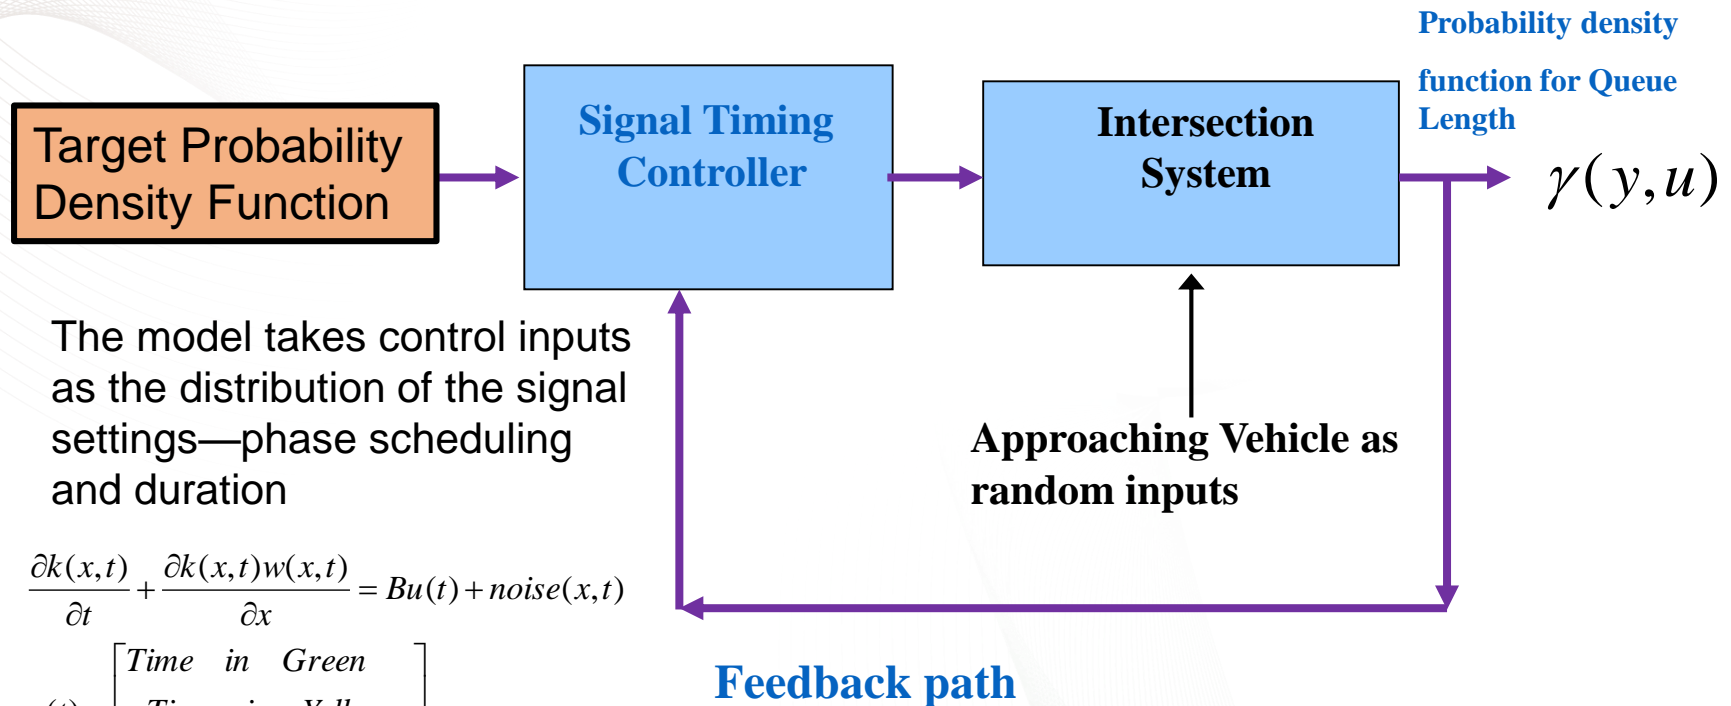 Probability density
function for Queue
Length
Target Probability
Density Function
Signal Timing
Controller
Intersection
System
γ(y,u)
The model takes control inputs
as the distribution of the signal
settings—phase scheduling
and duration
Approaching Vehicle as
random inputs
∂k(x,t)/∂t + ∂k(x,t)w(x,t)/∂x = Bu(t) + noise(x,t)
Time in Green
Feedback path